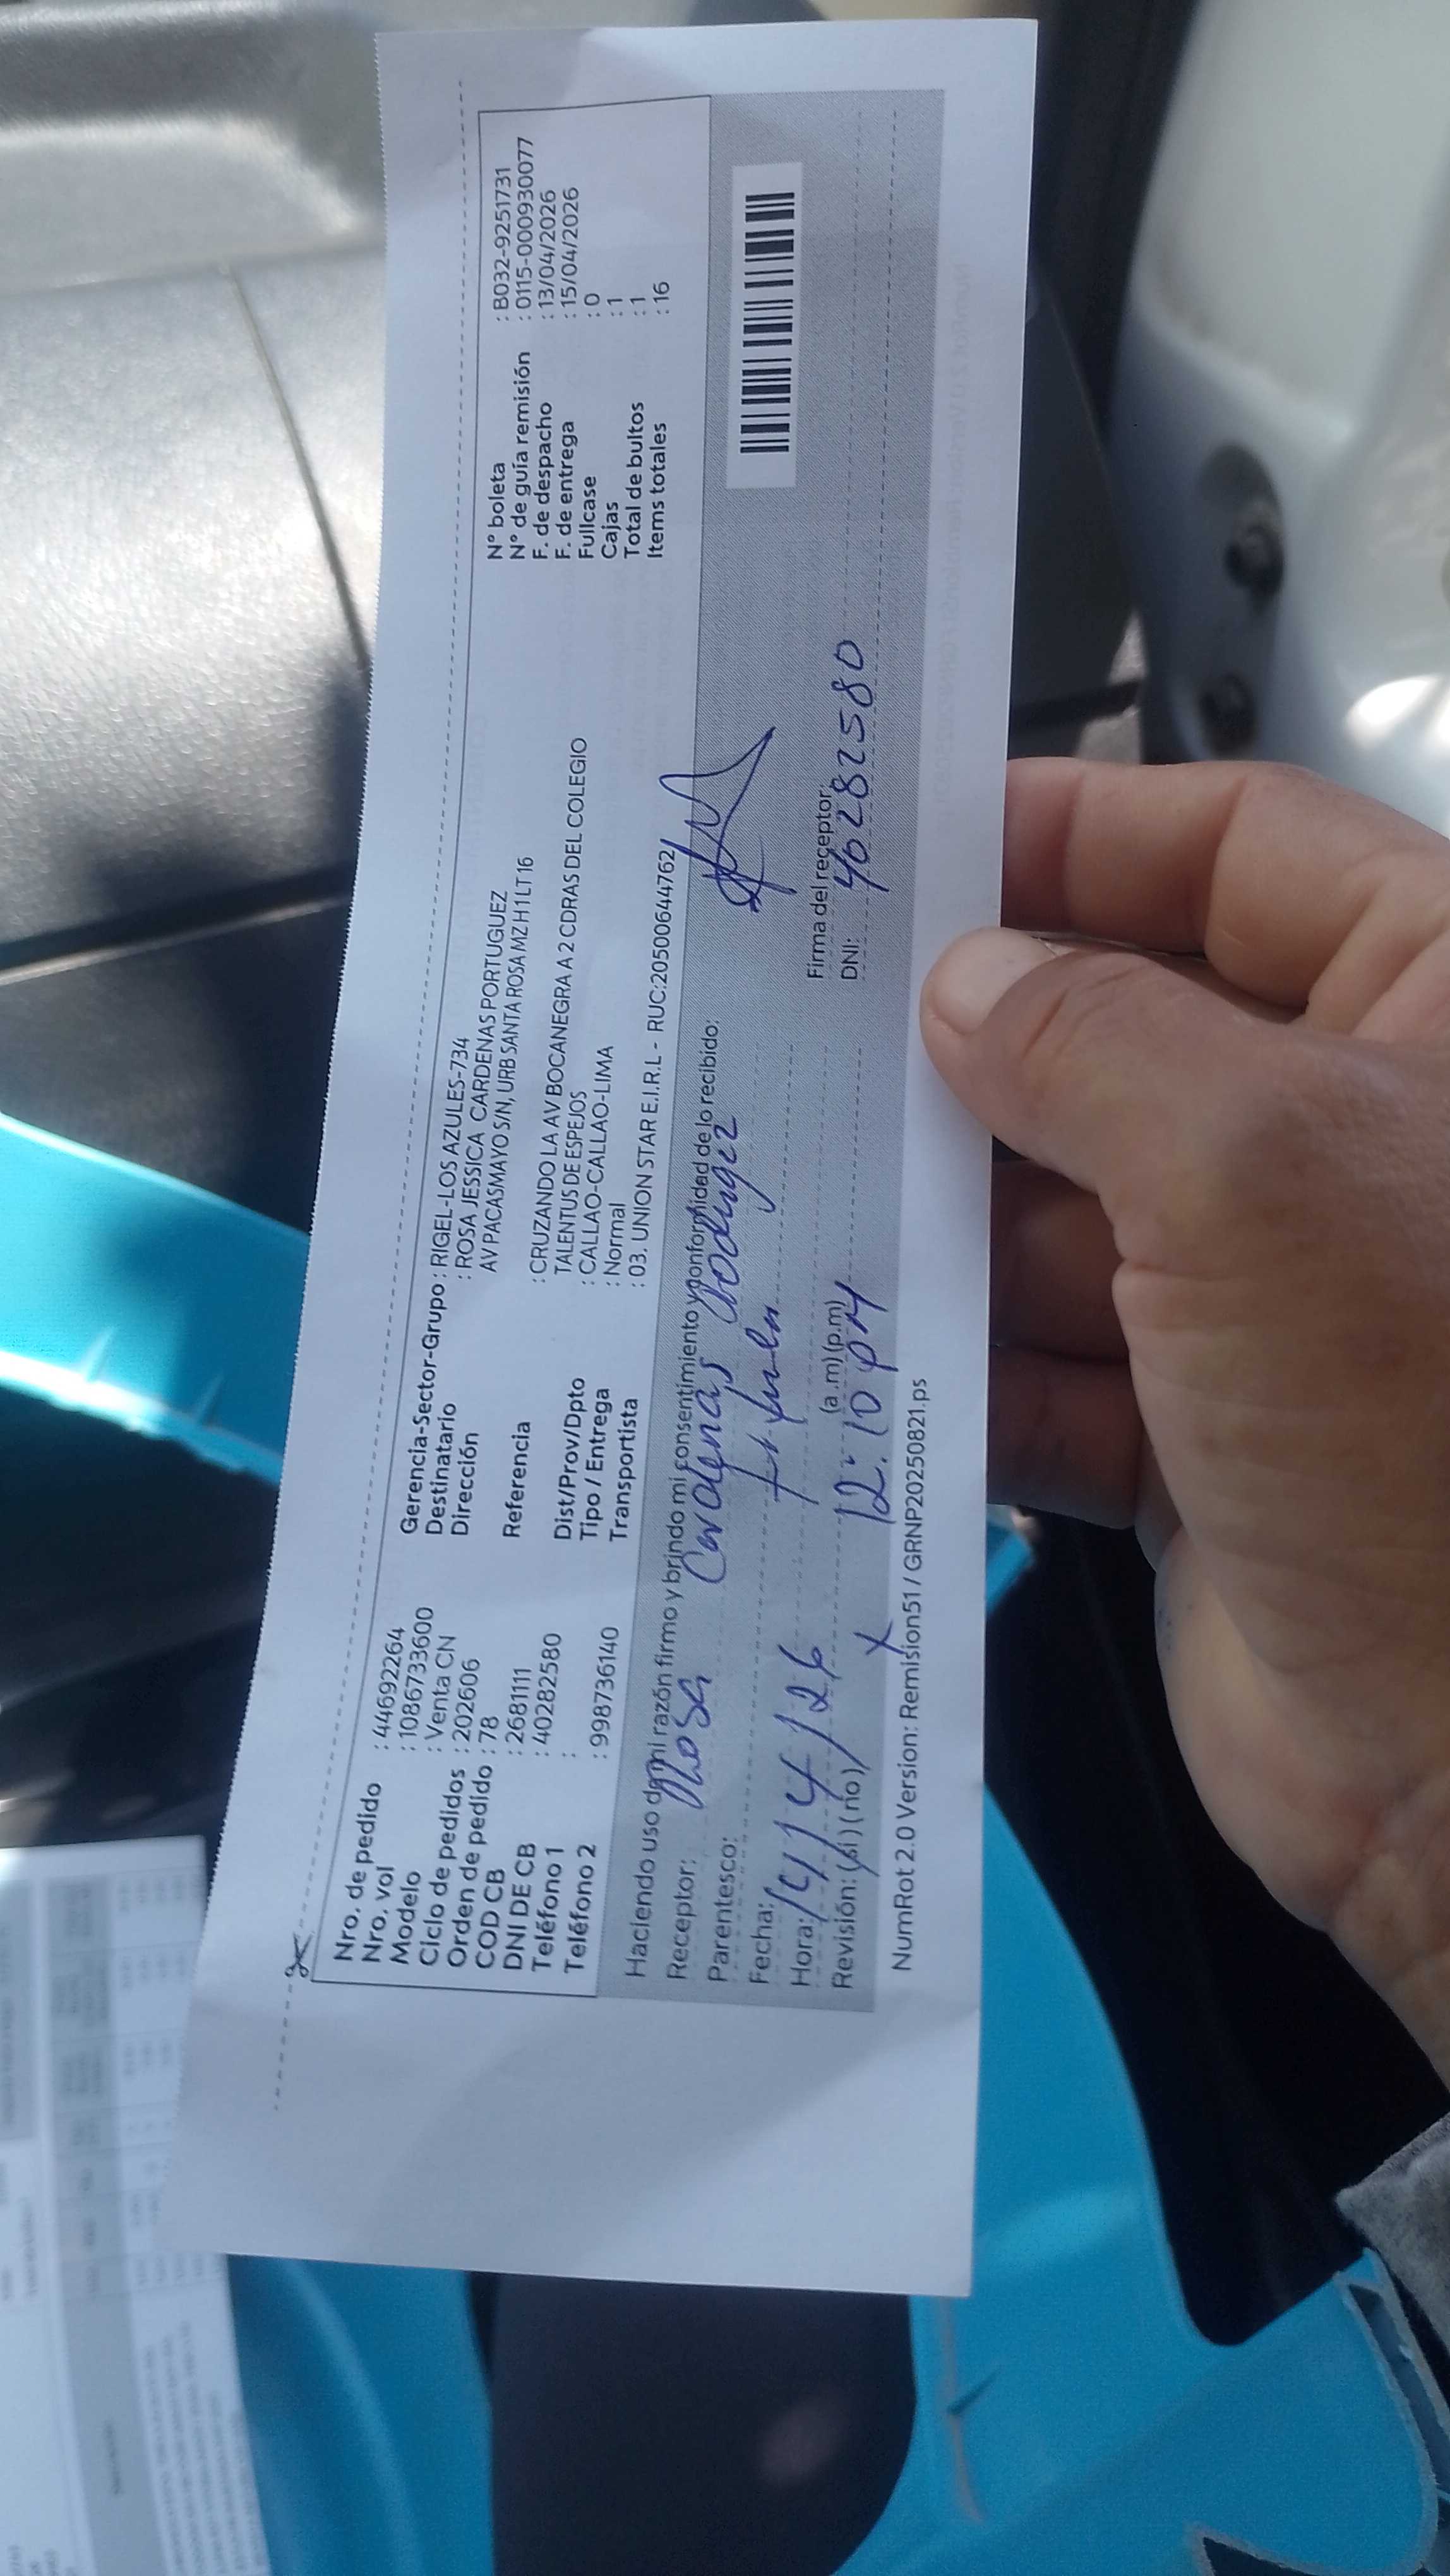 Nro. de pedido : 44692264
Nro. vol : 1086733600
Modelo : Venta CN
Ciclo de pedidos : 202606
Orden de pedido : 78
COD CB : 2681111
DNI DE CB : 40282580
Teléfono 1 :
Teléfono 2 : 998736140
Gerencia-Sector-Grupo : RIGEL-LOS AZULES-734
Destinatario : ROSA JESSICA CARDENAS PORTUGUEZ
Dirección AV PACASMAYO S/N, URB SANTA ROSA MZ H1 LT 16
Referencia : CRUZANDO LA AV BOCANEGRA A 2 CDRAS DEL COLEGIO
TALENTUS DE ESPEJOS
Dist/Prov/Dpto : CALLAO-CALLAO-LIMA
Tipo / Entrega : Normal
Transportista : 03. UNION STAR E.I.R.L - RUC:20500644762
N° boleta : B032-9251731
N° de guía remisión : 0115-0000930077
F. de despacho : 13/04/2026
F. de entrega : 15/04/2026
Fullcase : 0
Cajas : 1
Total de bultos : 1
Items totales : 16
Haciendo uso de mi razón firmo y brindo mi consentimiento y conformidad de lo recibido:
Receptor: Rosa Cardenas
Parentesco:
Fecha: 14/4/26
Hora: 12:10 PM (a.m) (p.m)
Revisión: (si) (no) X
Firma del receptor
DNI: 40282580
NumRot 2.0 Version: Remision51 / GRNP20250821.ps